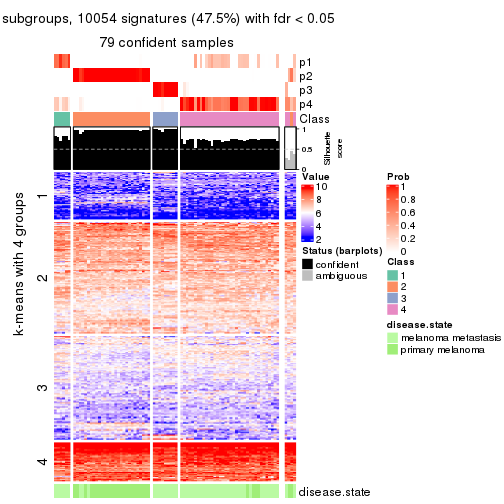 subgroups, 10054 signatures (47.5%) with fdr < 0.05
79 confident samples
p1
p2
p3
p4
Class
1
0.5
0
Silhouette
score
k-means with 4 groups
1
2
3
4
disease.state
Value
10
8
6
4
2
Status (barplots)
confident
ambiguous
Prob
1
0.8
0.6
0.4
0.2
0
Class
1
2
3
4
disease.state
melanoma metastasis
primary melanoma